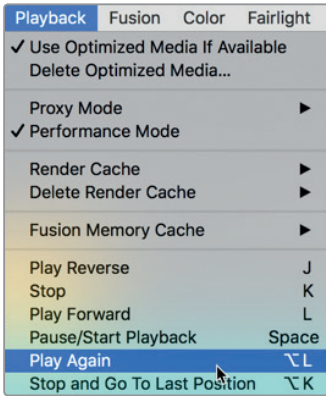 Playback Fusion Color Fairlight
✓ Use Optimized Media If Available
Delete Optimized Media...
Proxy Mode ▶
✓ Performance Mode
Render Cache ▶
Delete Render Cache ▶
Fusion Memory Cache ▶
Play Reverse J
Stop K
Play Forward L
Pause/Start Playback Space
Play Again ⌥L
Stop and Go To Last Position ⌥K